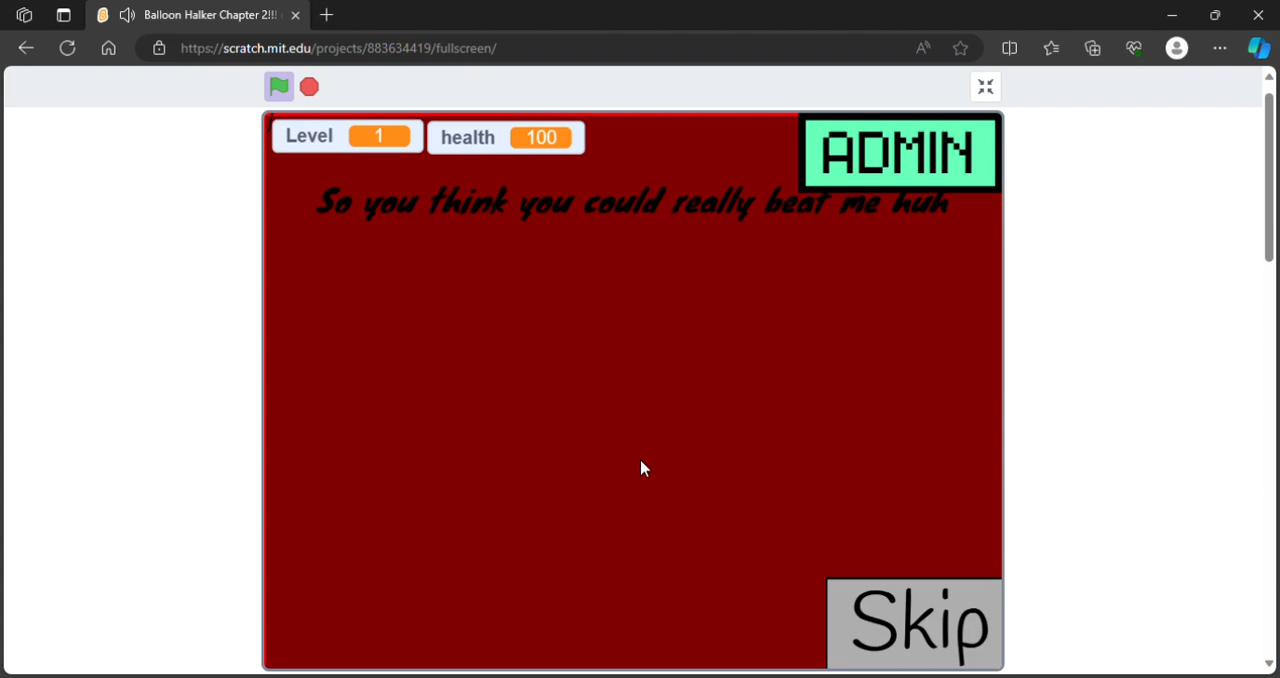 Balloon Halker Chapter 2!!!
https://scratch.mit.edu/projects/883634419/fullscreen/
Level 1
health 100
ADMIN
So you think you could really beat me huh
Skip